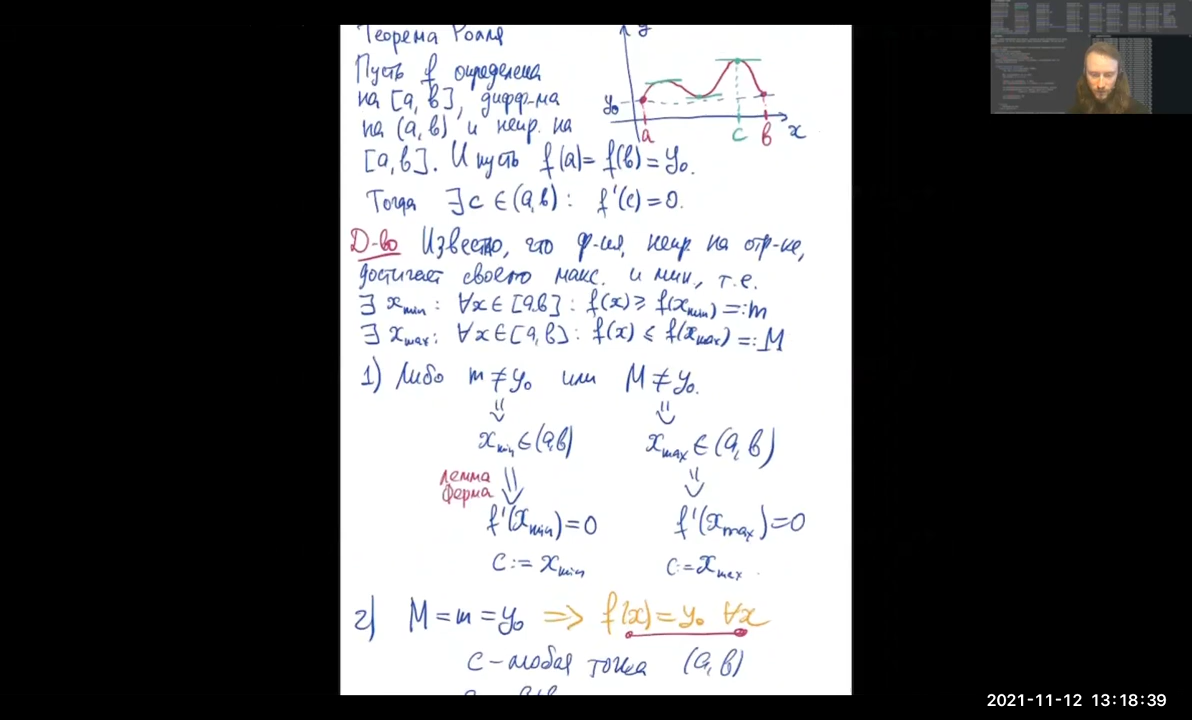 Теорема Ролля
Пусть f определена
на [a, b], дифф-ма
на (a, b) и непр. на
[a, b]. И пусть f(a) = f(b) = y₀.
Тогда ∃ c ∈ (a, b) : f'(c) = 0.
y
y₀
a
c
b
x
Д-во Известно, что ф-ия, непр. на отр-ке,
достигает своего макс. и мин., т.е.
∃ x_min : ∀x ∈ [a, b] : f(x) ⩾ f(x_min) =: m
∃ x_max : ∀x ∈ [a, b] : f(x) ⩽ f(x_max) =: M
1) Либо m ≠ y₀ или M ≠ y₀.
⇓ ⇓
x_min ∈ (a, b) x_max ∈ (a, b)
лемма ⇓ ⇓
Ферма
f'(x_min) = 0 f'(x_max) = 0
c := x_min c := x_max.
2) M = m = y₀ ⇒ f(x) = y₀ ∀x
c – любая точка (a, b)
2021-11-12 13:18:39